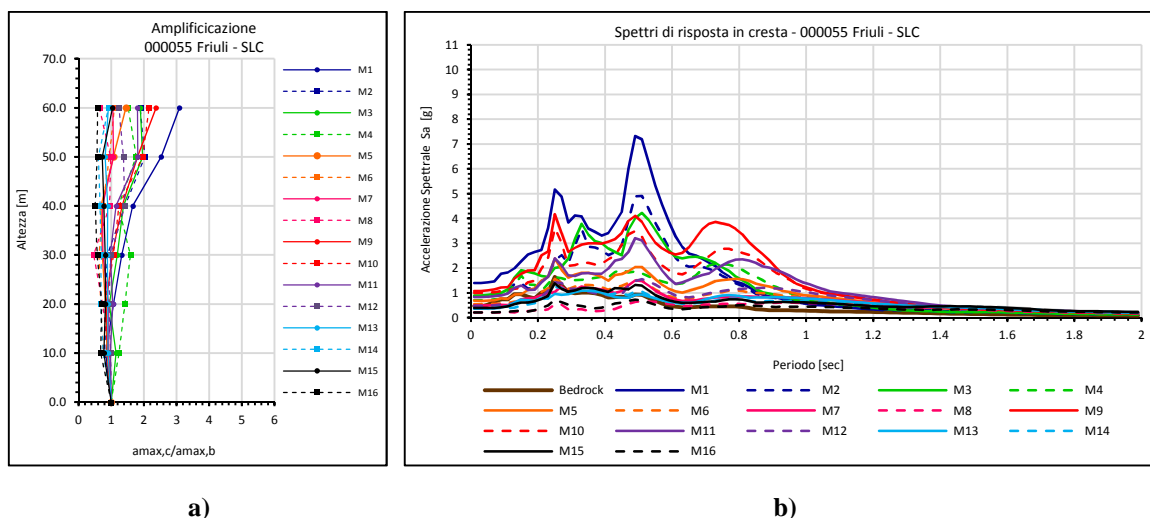 Amplificazione
000055 Friuli - SLC
70.0
60.0
50.0
40.0
30.0
20.0
10.0
0.0
Altezza [m]
0 1 2 3 4 5 6
amax,c/amax,b
M1
M2
M3
M4
M5
M6
M7
M8
M9
M10
M11
M12
M13
M14
M15
M16
a)
Spettri di risposta in cresta - 000055 Friuli - SLC
11
10
9
8
7
6
5
4
3
2
1
0
Accelerazione Spettrale Sa [g]
0 0.2 0.4 0.6 0.8 1 1.2 1.4 1.6 1.8 2
Periodo [sec]
Bedrock M1 M2 M3 M4
M5 M6 M7 M8 M9
M10 M11 M12 M13 M14
M15 M16
b)